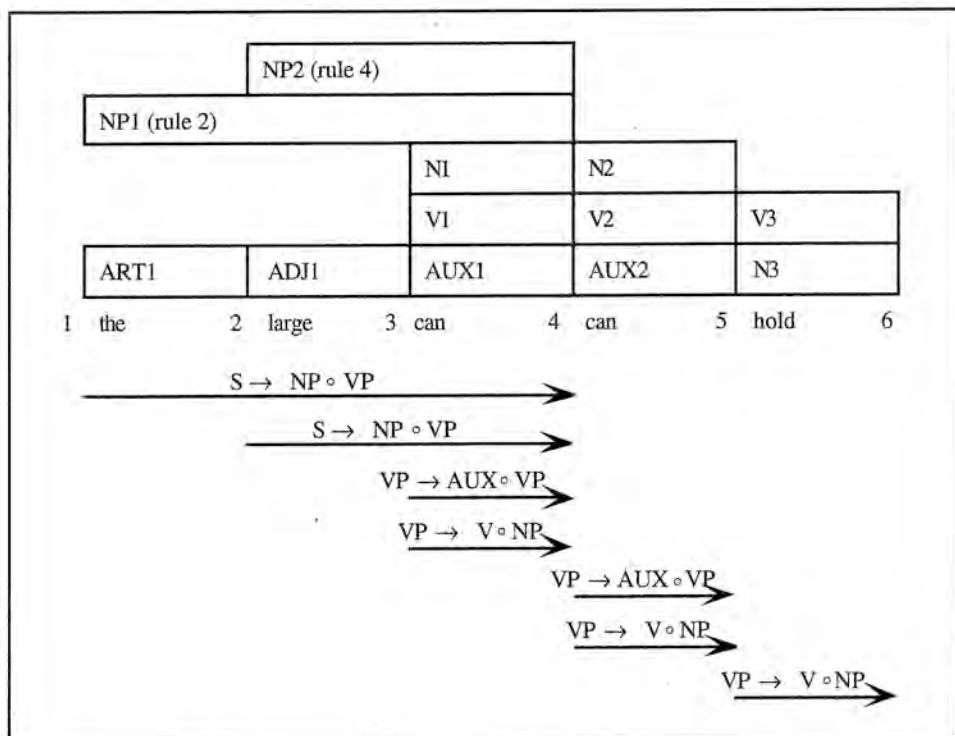 NP2 (rule 4)
NP1 (rule 2)
N1 N2
V1 V2 V3
ART1 ADJ1 AUX1 AUX2 N3
1 the 2 large 3 can 4 can 5 hold 6
S → NP ∘ VP
S → NP ∘ VP
VP → AUX ∘ VP
VP → V ∘ NP
VP → AUX ∘ VP
VP → V ∘ NP
VP → V ∘ NP